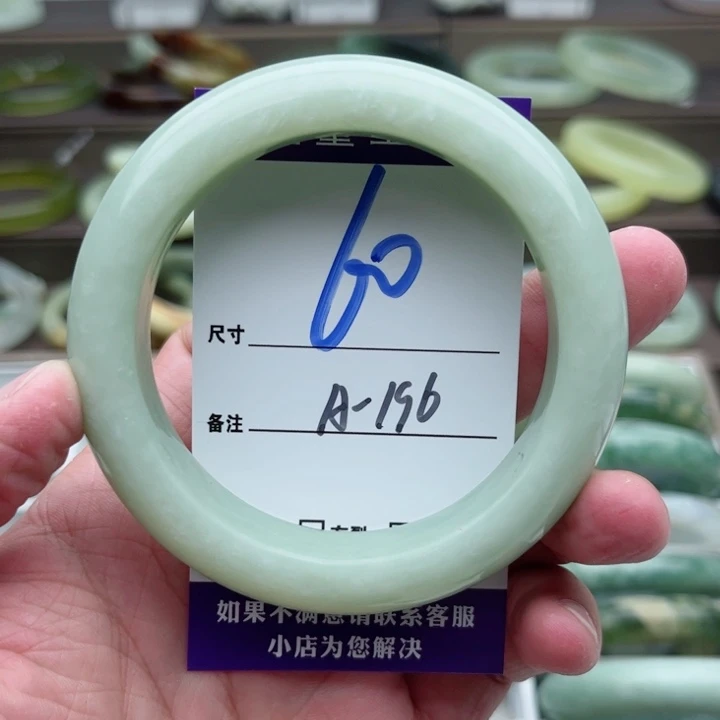 60
尺寸
备注 A-196
如果不满意请联系客服
小店为您解决